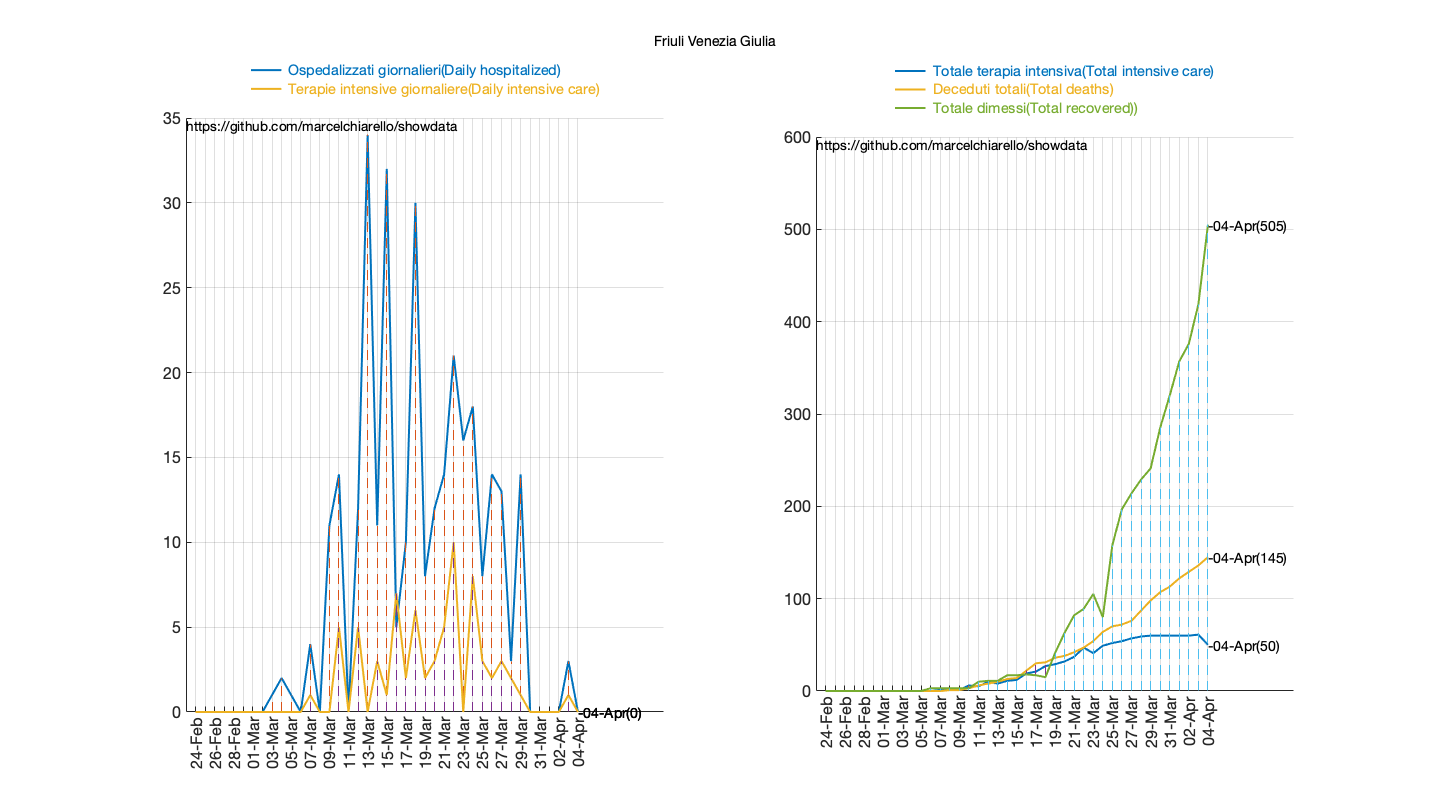 Friuli Venezia Giulia
Ospedalizzati giornalieri(Daily hospitalized)
Terapie intensive giornaliere(Daily intensive care)
https://github.com/marcelchiarello/showdata
35
30
25
20
15
10
5
0
-04-Apr(0)
24-Feb
26-Feb
28-Feb
01-Mar
03-Mar
05-Mar
07-Mar
09-Mar
11-Mar
13-Mar
15-Mar
17-Mar
19-Mar
21-Mar
23-Mar
25-Mar
27-Mar
29-Mar
31-Mar
02-Apr
04-Apr
Totale terapia intensiva(Total intensive care)
Deceduti totali(Total deaths)
Totale dimessi(Total recovered))
https://github.com/marcelchiarello/showdata
600
500
400
300
200
100
0
-04-Apr(505)
-04-Apr(145)
-04-Apr(50)
24-Feb
26-Feb
28-Feb
01-Mar
03-Mar
05-Mar
07-Mar
09-Mar
11-Mar
13-Mar
15-Mar
17-Mar
19-Mar
21-Mar
23-Mar
25-Mar
27-Mar
29-Mar
31-Mar
02-Apr
04-Apr